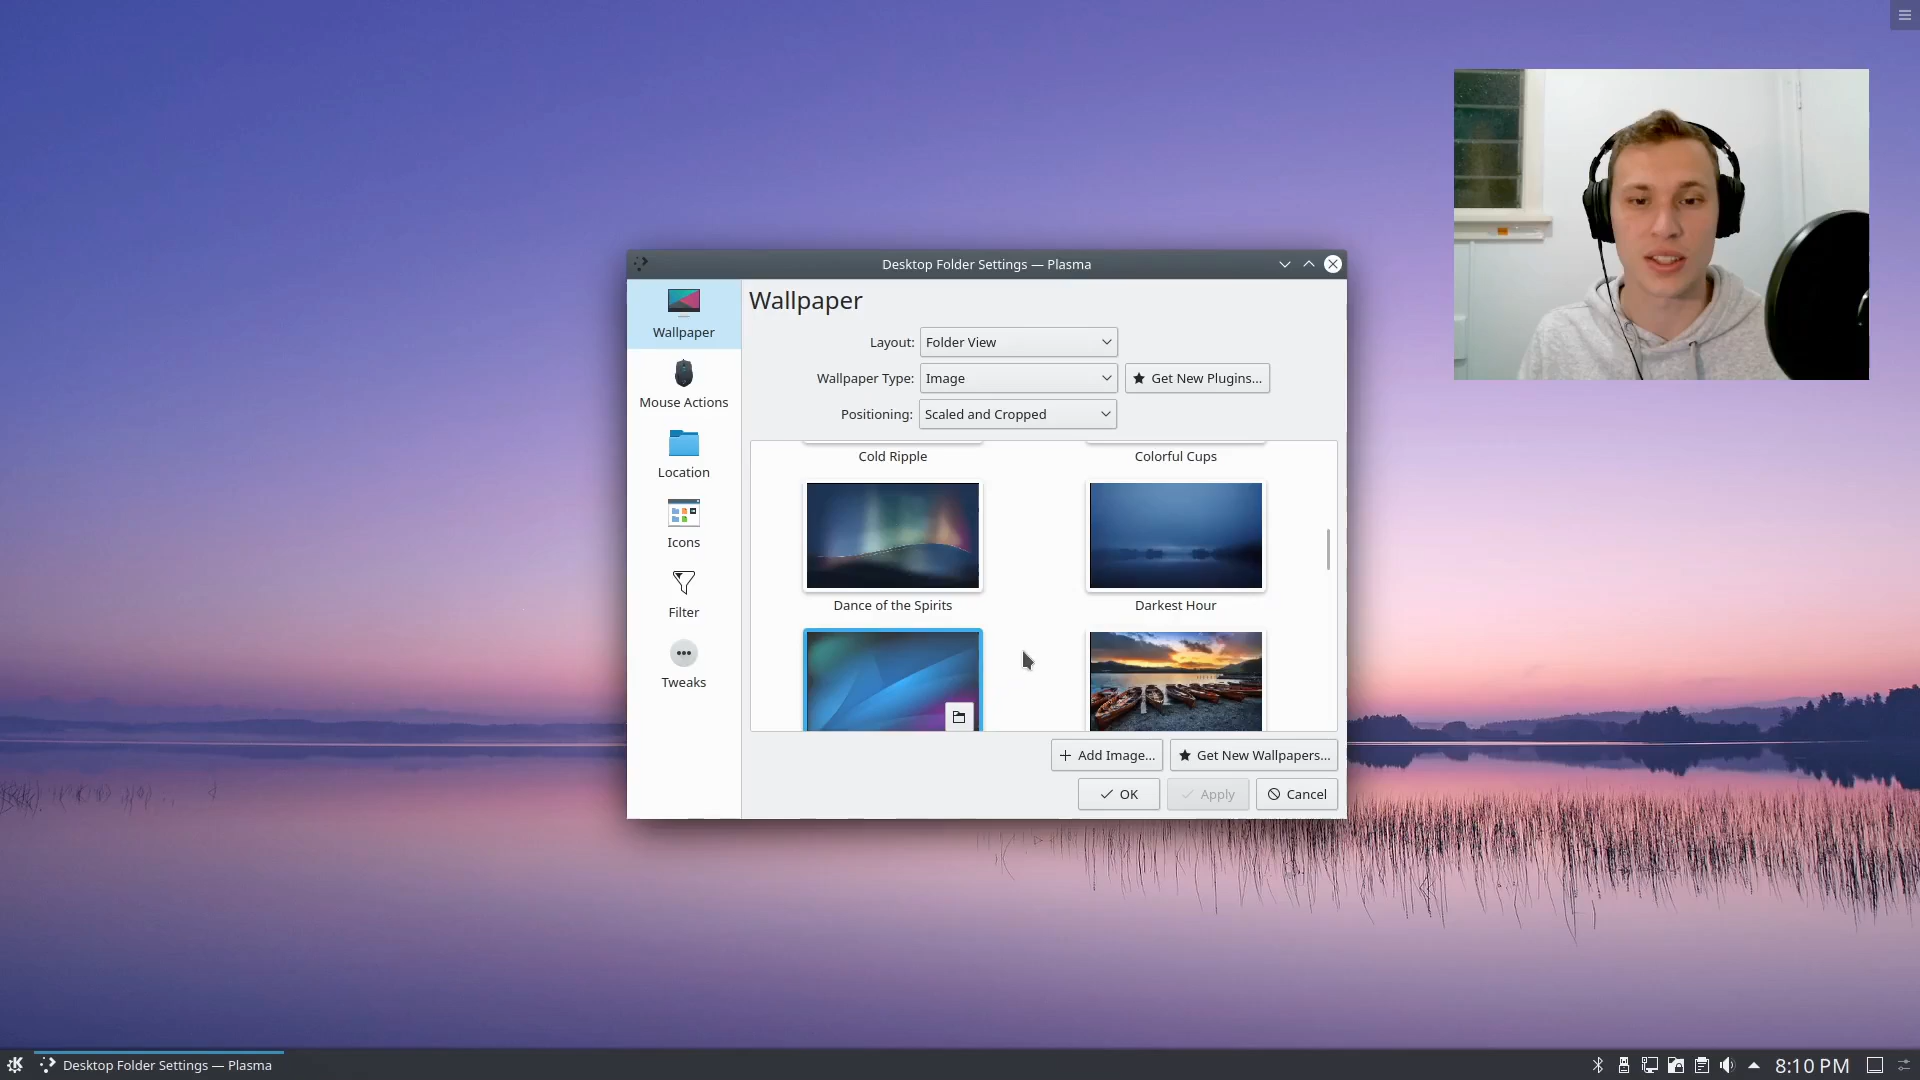 Desktop Folder Settings — Plasma
Wallpaper
Mouse Actions
Location
Icons
Filter
Tweaks
Wallpaper
Layout: Folder View
Wallpaper Type: Image Get New Plugins...
Positioning: Scaled and Cropped
Cold Ripple Colorful Cups
Dance of the Spirits Darkest Hour
Add Image... Get New Wallpapers...
OK Apply Cancel
Desktop Folder Settings — Plasma 8:10 PM